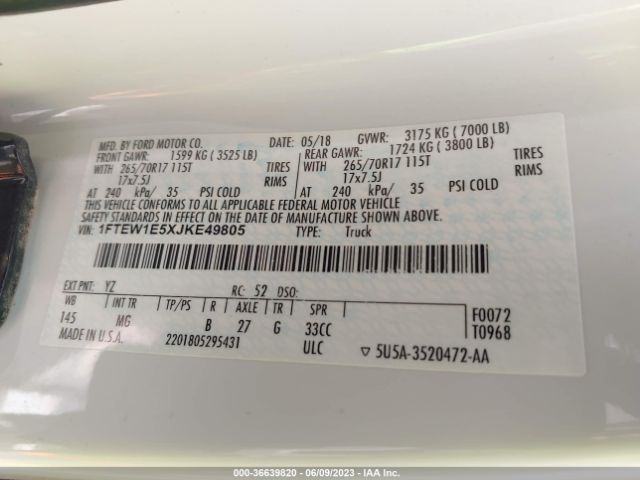 MFD. BY FORD MOTOR CO. DATE: 05/18 GVWR: 3175 KG ( 7000 LB)
FRONT GAWR: 1599 KG ( 3525 LB) REAR GAWR: 1724 KG ( 3800 LB)
WITH 265/70R17 115T TIRES WITH 265/70R17 115T TIRES
17x7.5J RIMS 17x7.5J RIMS
AT 240 kPa/ 35 PSI COLD AT 240 kPa/ 35 PSI COLD
THIS VEHICLE CONFORMS TO ALL APPLICABLE FEDERAL MOTOR VEHICLE
SAFETY STANDARDS IN EFFECT ON THE DATE OF MANUFACTURE SHOWN ABOVE.
VIN: 1FTEW1E5XJKE49805 TYPE: Truck
EXT PNT: YZ RC: 52 DSO:
WB INT TR TP/PS R AXLE TR SPR F0072
145 MG B 27 G 33CC T0968
MADE IN U.S.A. 2201805295431 ULC ▽ 5U5A-3520472-AA
000-36639820 - 06/09/2023 - IAA Inc.